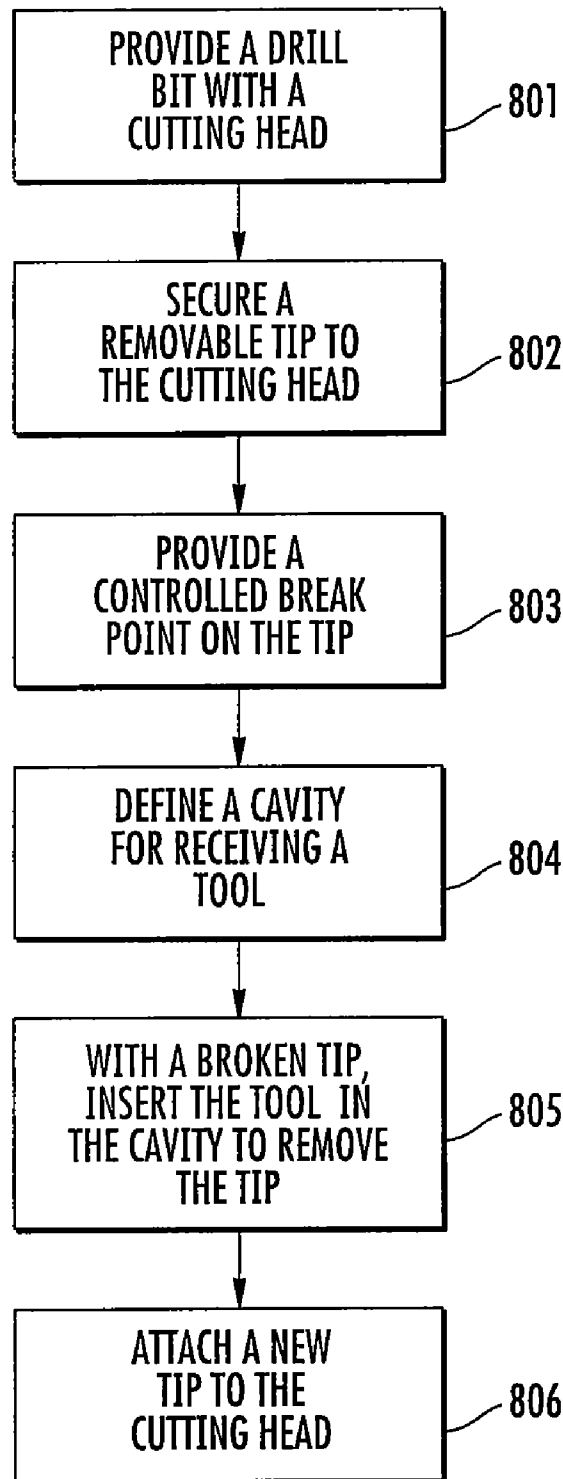 PROVIDE A DRILL
BIT WITH A
CUTTING HEAD
801
SECURE A
REMOVABLE TIP TO
THE CUTTING HEAD
802
PROVIDE A
CONTROLLED BREAK
POINT ON THE TIP
803
DEFINE A CAVITY
FOR RECEIVING A
TOOL
804
WITH A BROKEN TIP,
INSERT THE TOOL IN
THE CAVITY TO REMOVE
THE TIP
805
ATTACH A NEW
TIP TO THE
CUTTING HEAD
806